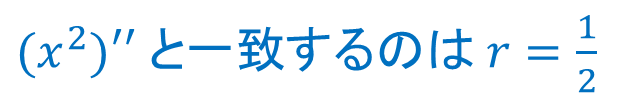 (x²)′′ と一致するのは r = 1/2